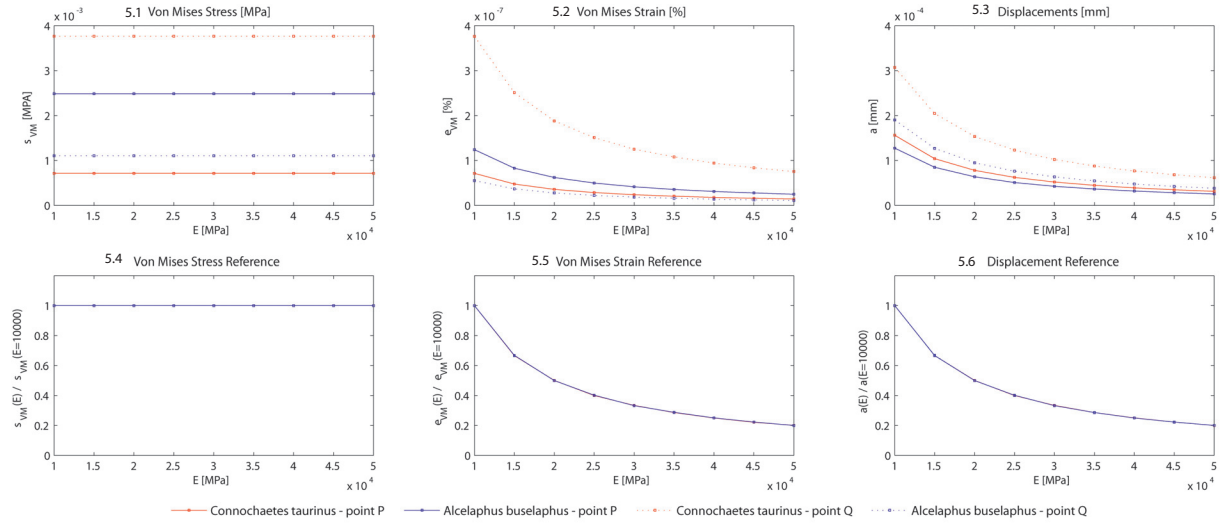 5.1 Von Mises Stress [MPa]
x 10 -3
4
3
2
1
0
s VM [MPA]
1 1.5 2 2.5 3 3.5 4 4.5 5
E [MPa]
x 10 4
5.2 Von Mises Strain [%]
x 10 -7
4
3
2
1
0
e VM [%]
1 1.5 2 2.5 3 3.5 4 4.5 5
E [MPa]
x 10 4
5.3 Displacements [mm]
x 10 -4
4
3
2
1
0
a [mm]
1 1.5 2 2.5 3 3.5 4 4.5 5
E [MPa]
x 10 4
5.4 Von Mises Stress Reference
1
0.8
0.6
0.4
0.2
s VM (E) / s VM (E=10000)
1 1.5 2 2.5 3 3.5 4 4.5 5
E [MPa]
x 10 4
5.5 Von Mises Strain Reference
1
0.8
0.6
0.4
0.2
e VM (E) / e VM (E=10000)
1 1.5 2 2.5 3 3.5 4 4.5 5
E [MPa]
x 10 4
5.6 Displacement Reference
1
0.8
0.6
0.4
0.2
a(E) / a(E=10000)
1 1.5 2 2.5 3 3.5 4 4.5 5
E [MPa]
x 10 4
Connochaetes taurinus - point P Alcelaphus buselaphus - point P Connochaetes taurinus - point Q Alcelaphus buselaphus - point Q